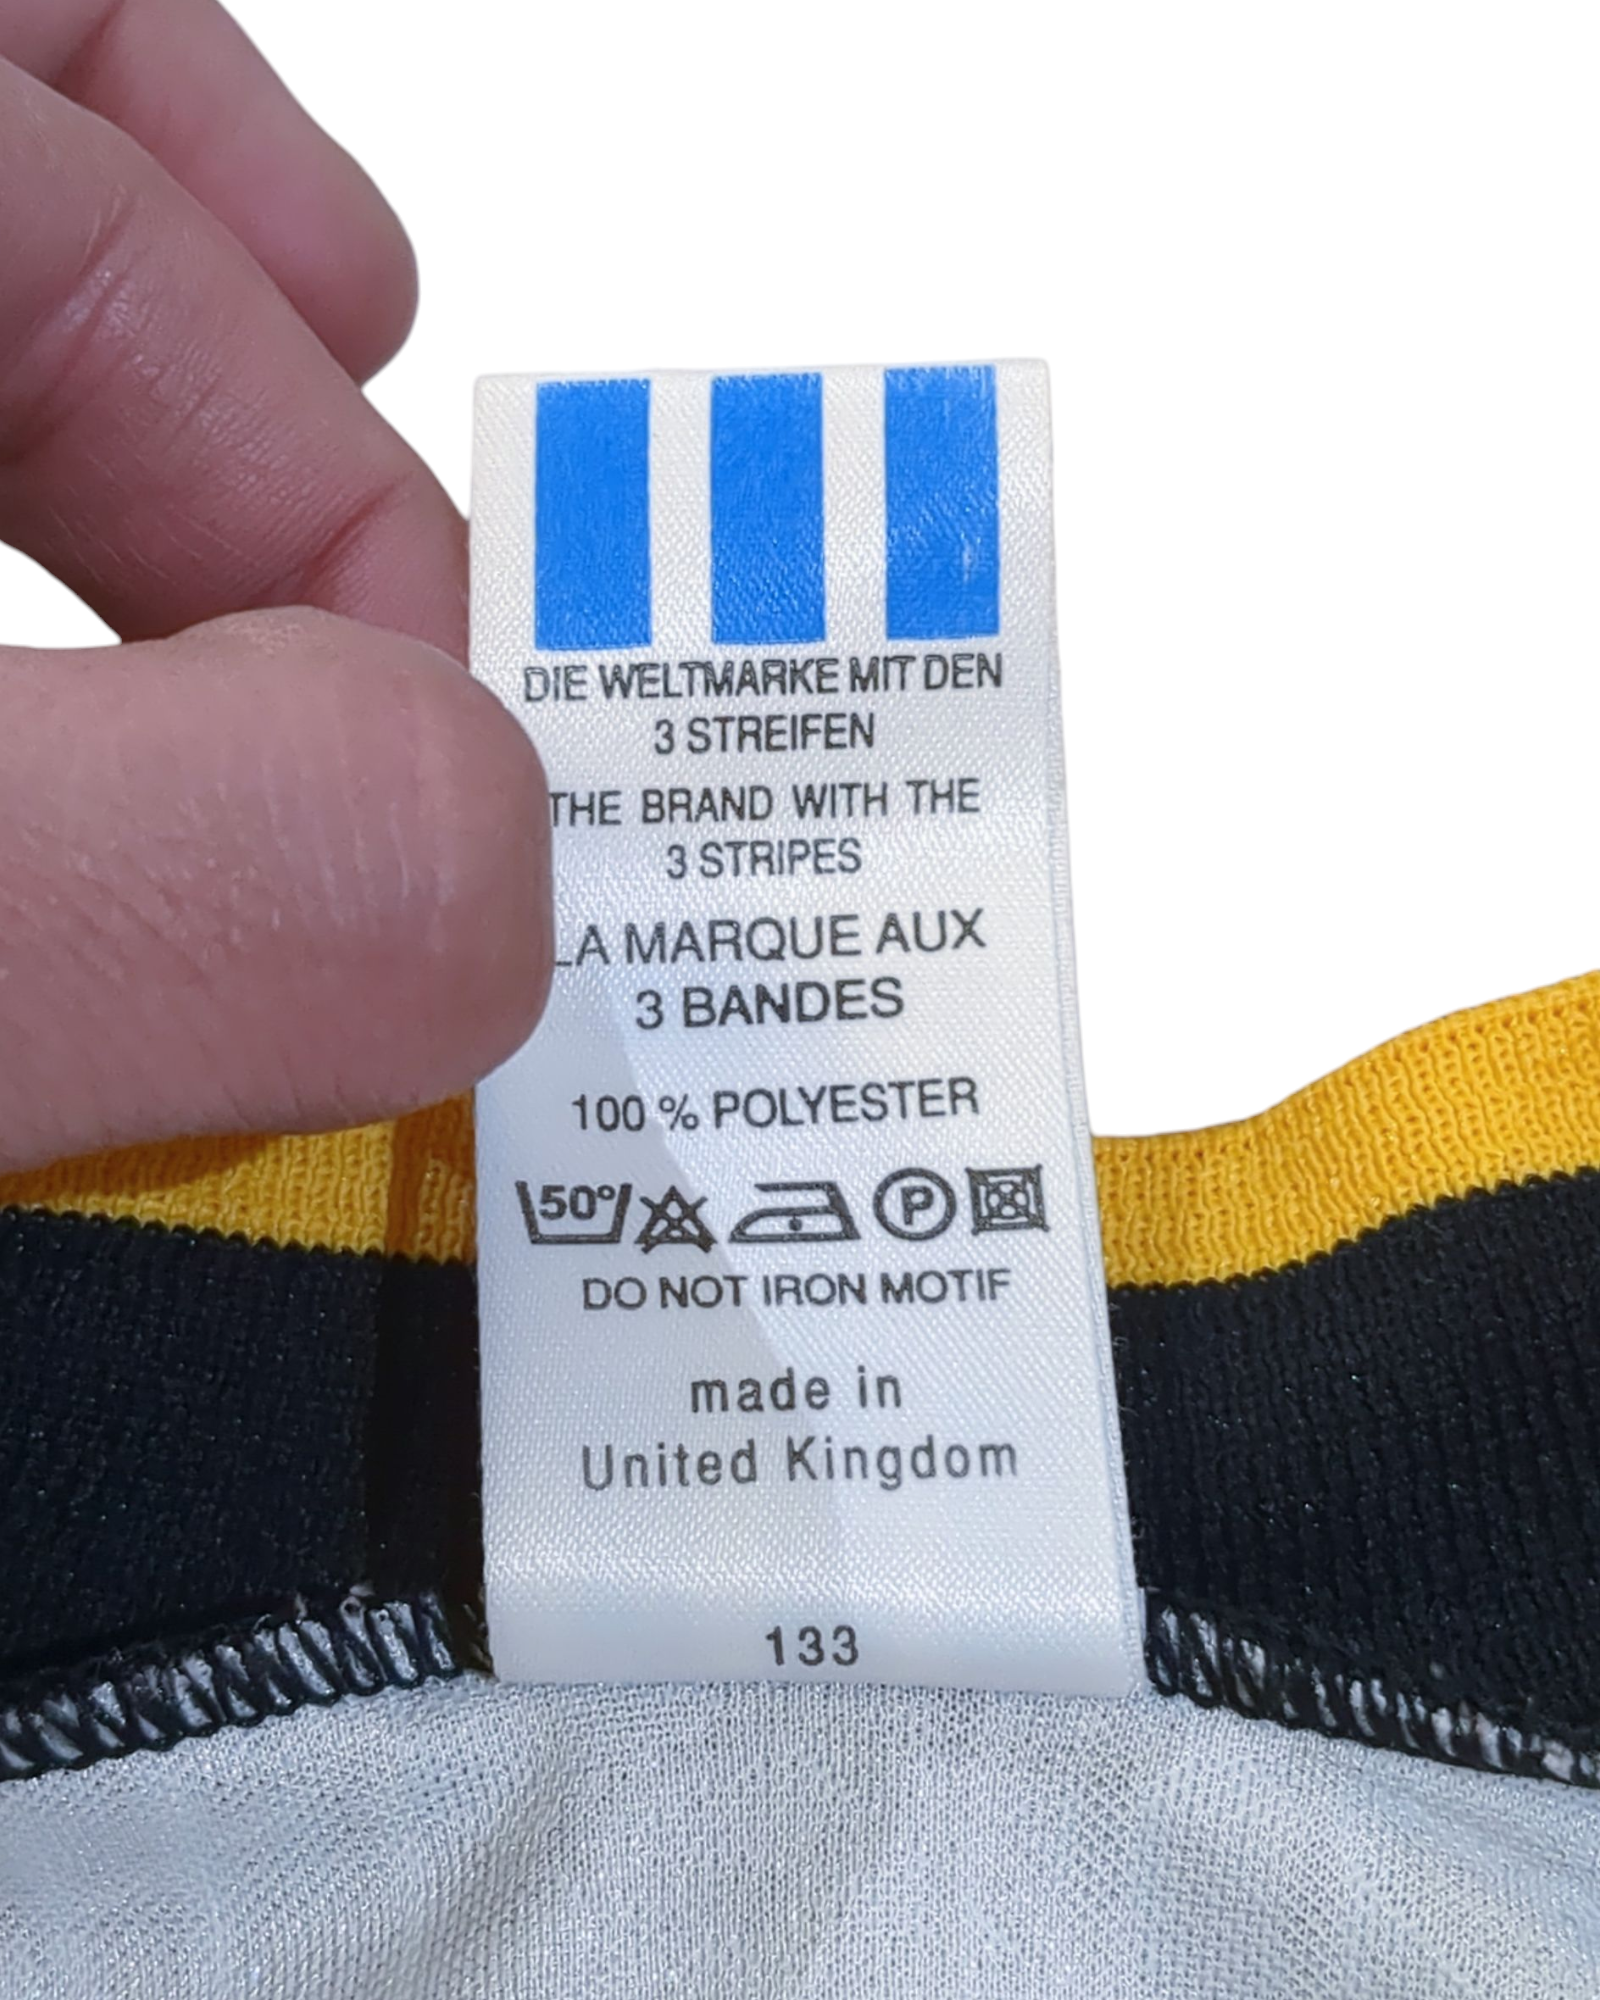 DIE WELTMARKE MIT DEN
3 STREIFEN
THE BRAND WITH THE
3 STRIPES
LA MARQUE AUX
3 BANDES
100 % POLYESTER
50° P
DO NOT IRON MOTIF
made in
United Kingdom
133